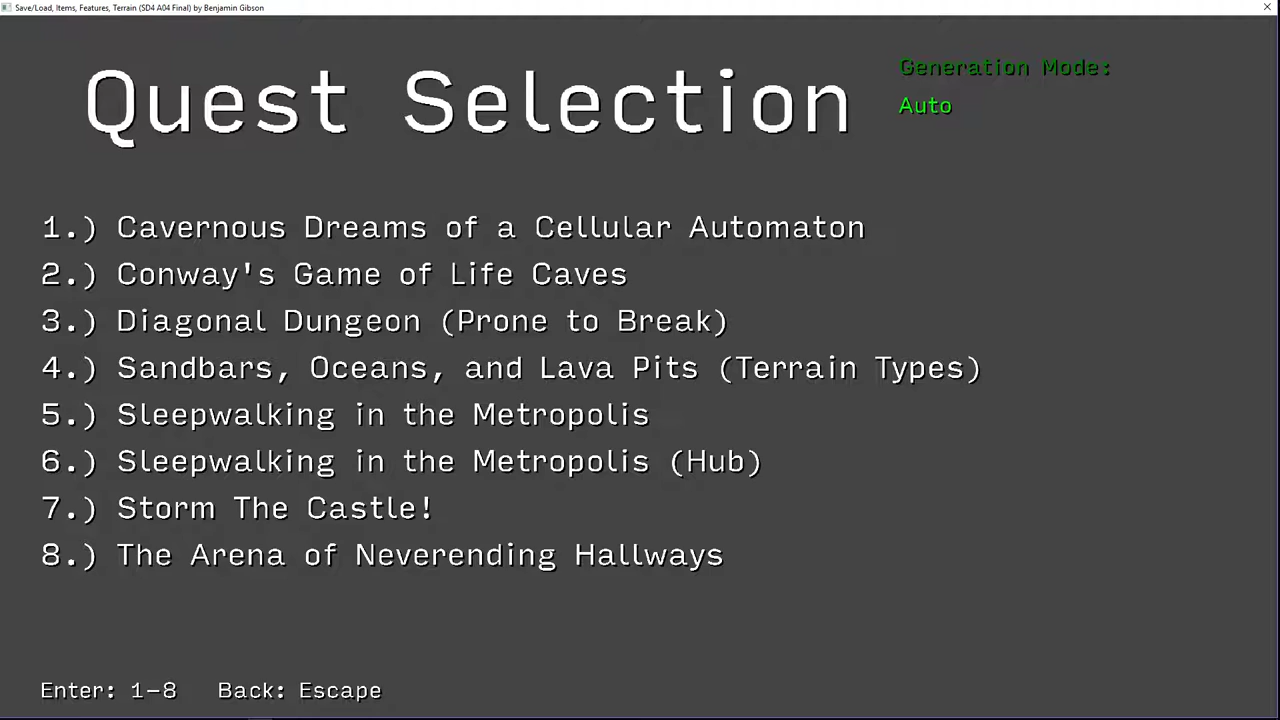 Save/Load, Items, Features, Terrain (SD4 A04 Final) by Benjamin Gibson
Quest Selection
Generation Mode:
Auto
1.) Cavernous Dreams of a Cellular Automaton
2.) Conway's Game of Life Caves
3.) Diagonal Dungeon (Prone to Break)
4.) Sandbars, Oceans, and Lava Pits (Terrain Types)
5.) Sleepwalking in the Metropolis
6.) Sleepwalking in the Metropolis (Hub)
7.) Storm The Castle!
8.) The Arena of Neverending Hallways
Enter: 1-8 Back: Escape